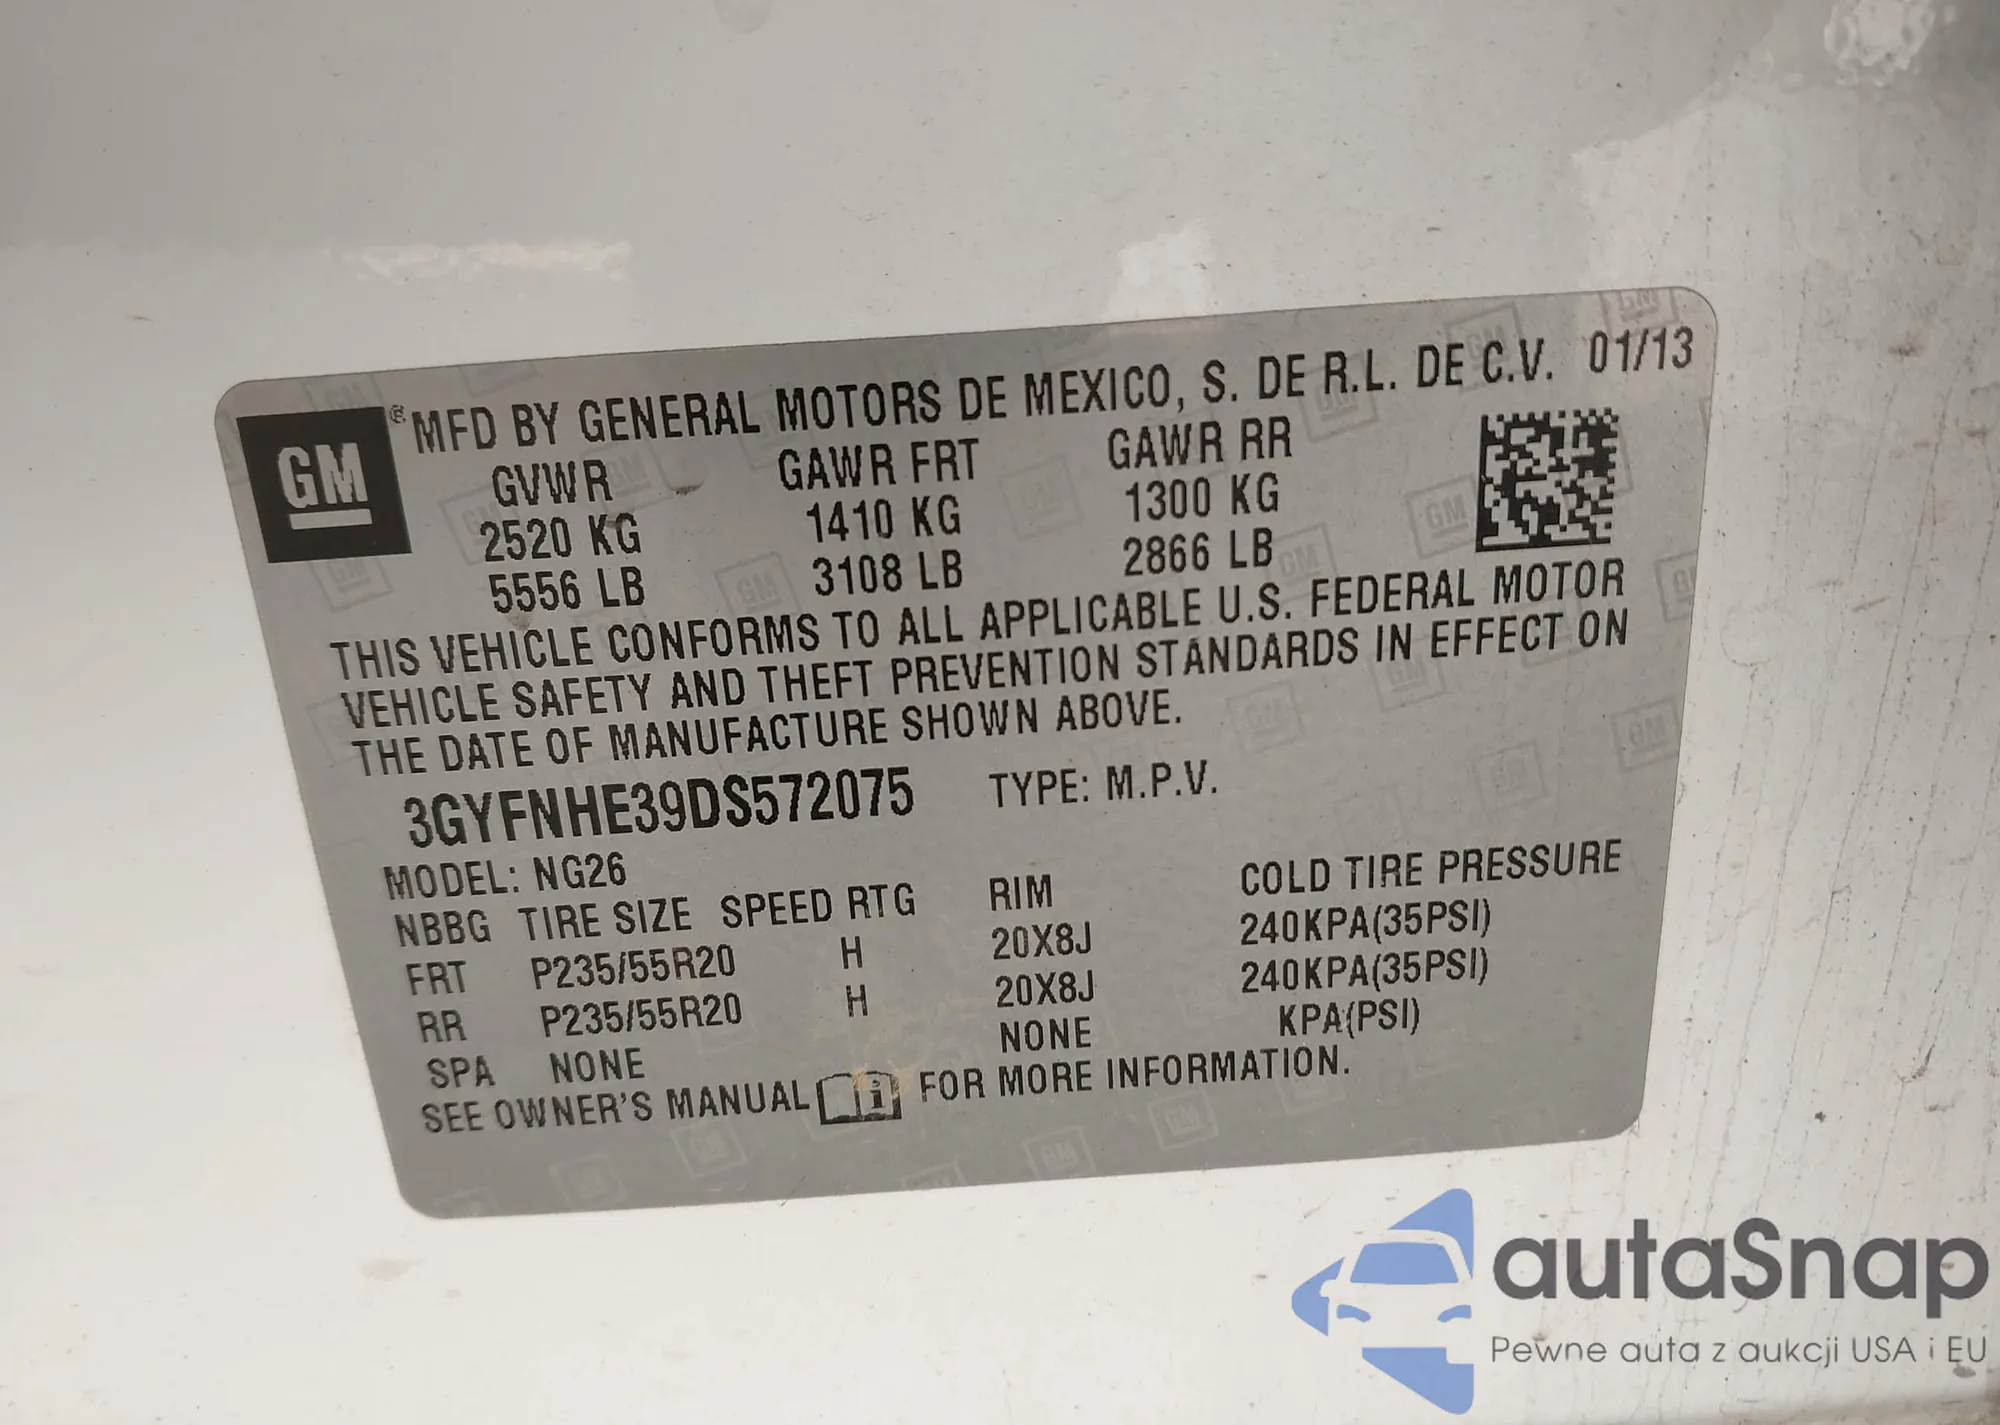 GM ® MFD BY GENERAL MOTORS DE MEXICO, S. DE R.L. DE C.V. 01/13
GVWR GAWR FRT GAWR RR
2520 KG 1410 KG 1300 KG
5556 LB 3108 LB 2866 LB
THIS VEHICLE CONFORMS TO ALL APPLICABLE U.S. FEDERAL MOTOR
VEHICLE SAFETY AND THEFT PREVENTION STANDARDS IN EFFECT ON
THE DATE OF MANUFACTURE SHOWN ABOVE.
3GYFNHE39DS572075 TYPE: M.P.V.
MODEL: NG26
NBBG TIRE SIZE SPEED RTG RIM COLD TIRE PRESSURE
FRT P235/55R20 H 20X8J 240KPA(35PSI)
RR P235/55R20 H 20X8J 240KPA(35PSI)
SPA NONE NONE KPA(PSI)
SEE OWNER'S MANUAL i FOR MORE INFORMATION.
autaSnap
Pewne auta z aukcji USA i EU